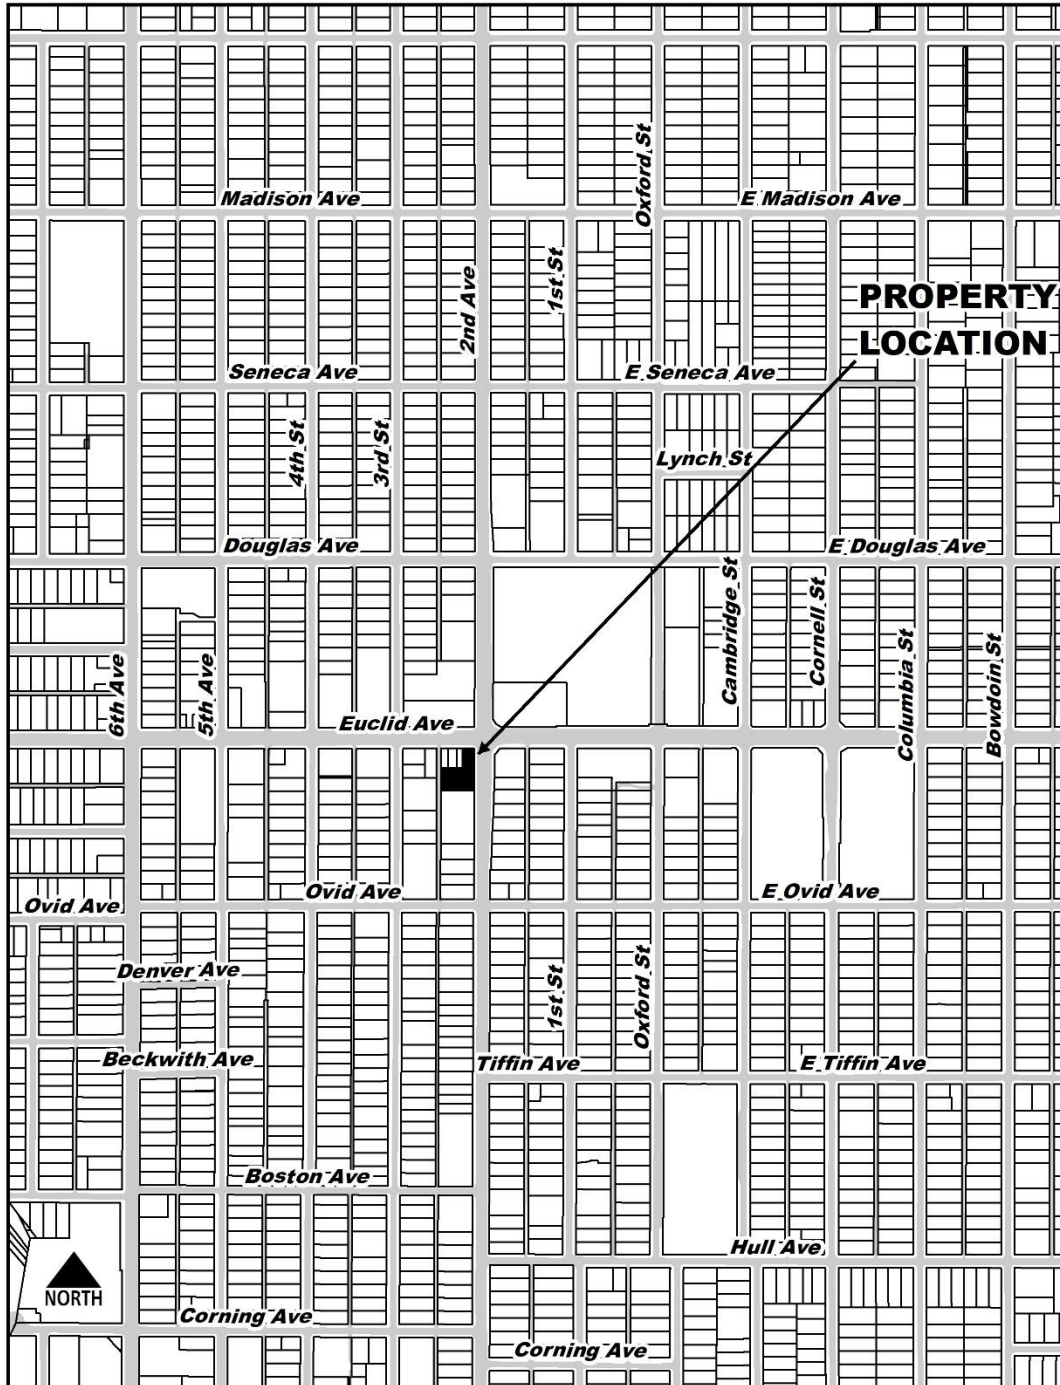 Madison Ave
E Madison Ave
Oxford St
1st St
2nd Ave
PROPERTY
LOCATION
Seneca Ave
E Seneca Ave
4th St
3rd St
Lynch St
Douglas Ave
E Douglas Ave
Cambridge St
Cornell St
Columbia St
Bowdoin St
6th Ave
5th Ave
Euclid Ave
Ovid Ave
Ovid Ave
E Ovid Ave
Denver Ave
1st St
Oxford St
Beckwith Ave
Tiffin Ave
E Tiffin Ave
Boston Ave
Hull Ave
NORTH
Corning Ave
Corning Ave